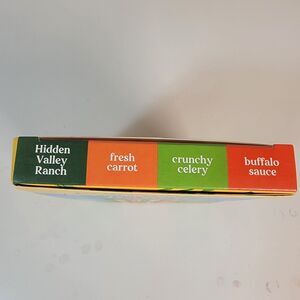 Hidden
Valley
Ranch
fresh
carrot
crunchy
celery
buffalo
sauce